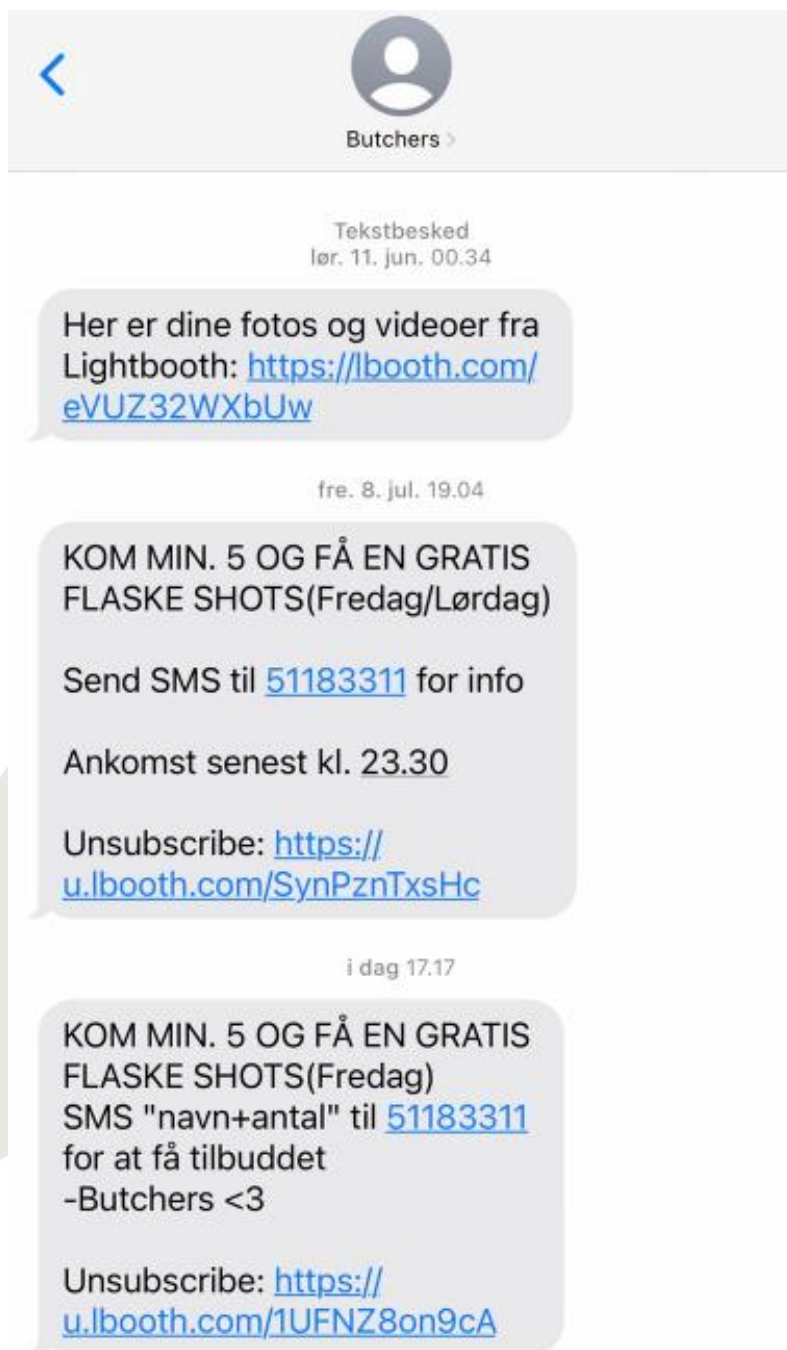 Butchers
Tekstbesked
lør. 11. jun. 00.34
Her er dine fotos og videoer fra
Lightbooth: https://lbooth.com/
eVUZ32WXbUw
fre. 8. jul. 19.04
KOM MIN. 5 OG FÅ EN GRATIS
FLASKE SHOTS(Fredag/Lørdag)
Send SMS til 51183311 for info
Ankomst senest kl. 23.30
Unsubscribe: https://
u.lbooth.com/SynPznTxsHc
i dag 17.17
KOM MIN. 5 OG FÅ EN GRATIS
FLASKE SHOTS(Fredag)
SMS "navn+antal" til 51183311
for at få tilbuddet
-Butchers <3
Unsubscribe: https://
u.lbooth.com/1UFNZ8on9cA